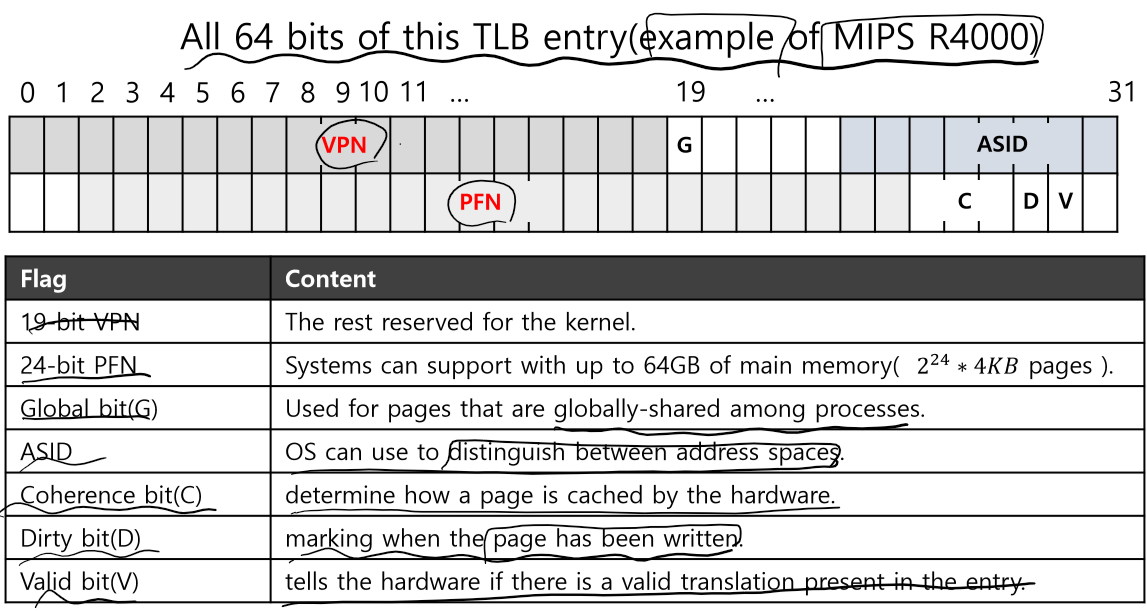 All 64 bits of this TLB entry(example of MIPS R4000)
0 1 2 3 4 5 6 7 8 9 10 11 ... 19 ... 31
VPN G ASID
PFN C D V
Flag Content
19-bit VPN The rest reserved for the kernel.
24-bit PFN Systems can support with up to 64GB of main memory( 2^24 * 4KB pages ).
Global bit(G) Used for pages that are globally-shared among processes.
ASID OS can use to distinguish between address spaces.
Coherence bit(C) determine how a page is cached by the hardware.
Dirty bit(D) marking when the page has been written.
Valid bit(V) tells the hardware if there is a valid translation present in the entry.